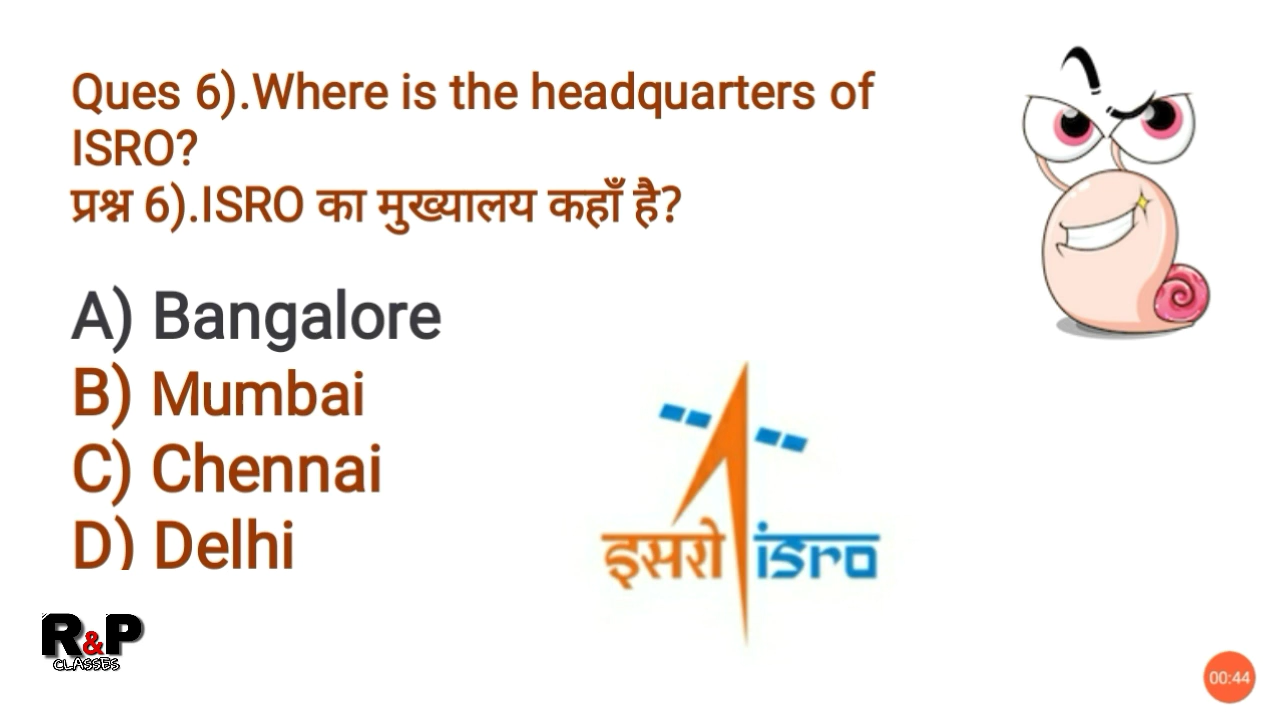 Ques 6).Where is the headquarters of
ISRO?
प्रश्न 6).ISRO का मुख्यालय कहाँ है?
A) Bangalore
B) Mumbai
C) Chennai
D) Delhi
इसरो isro
R&P
CLASSES
00:44